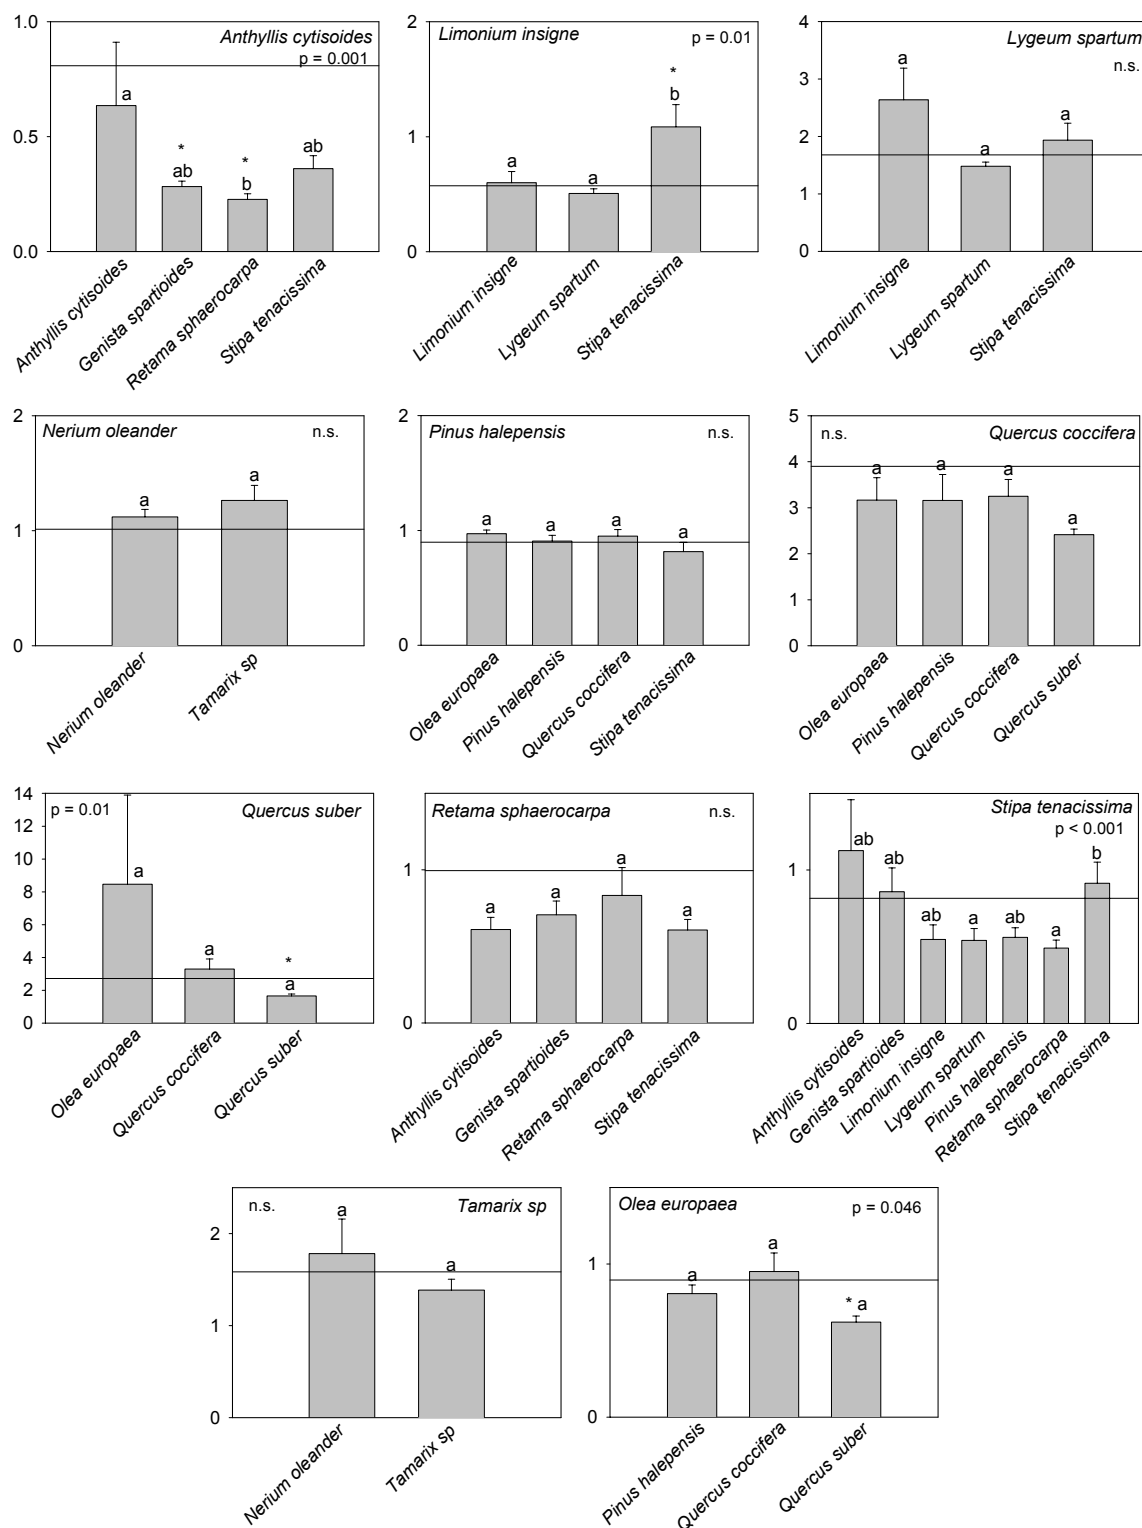 1.0
0.5
0.0
Anthyllis cytisoides
p = 0.001
a
*
ab
*
b
ab
Anthyllis cytisoides
Genista spartioides
Retama sphaerocarpa
Stipa tenacissima
2
1
0
Limonium insigne
p = 0.01
a
a
*
b
Limonium insigne
Lygeum spartum
Stipa tenacissima
4
3
2
1
0
Lygeum spartum
n.s.
a
a
a
Limonium insigne
Lygeum spartum
Stipa tenacissima
2
1
0
Nerium oleander
n.s.
a
a
Nerium oleander
Tamarix sp
2
1
0
Pinus halepensis
n.s.
a
a
a
a
Olea europaea
Pinus halepensis
Quercus coccifera
Stipa tenacissima
5
4
3
2
1
0
n.s.
Quercus coccifera
a
a
a
a
Olea europaea
Pinus halepensis
Quercus coccifera
Quercus suber
14
12
10
8
6
4
2
0
p = 0.01
Quercus suber
a
a
*
a
Olea europaea
Quercus coccifera
Quercus suber
1
0
Retama sphaerocarpa
n.s.
a
a
a
a
Anthyllis cytisoides
Genista spartioides
Retama sphaerocarpa
Stipa tenacissima
1
0
Stipa tenacissima
p < 0.001
ab
ab
ab
a
ab
a
b
Anthyllis cytisoides
Genista spartioides
Limonium insigne
Lygeum spartum
Pinus halepensis
Retama sphaerocarpa
Stipa tenacissima
2
1
0
n.s.
Tamarix sp
a
a
Nerium oleander
Tamarix sp
1
0
Olea europaea
p = 0.046
a
a
* a
Pinus halepensis
Quercus coccifera
Quercus suber